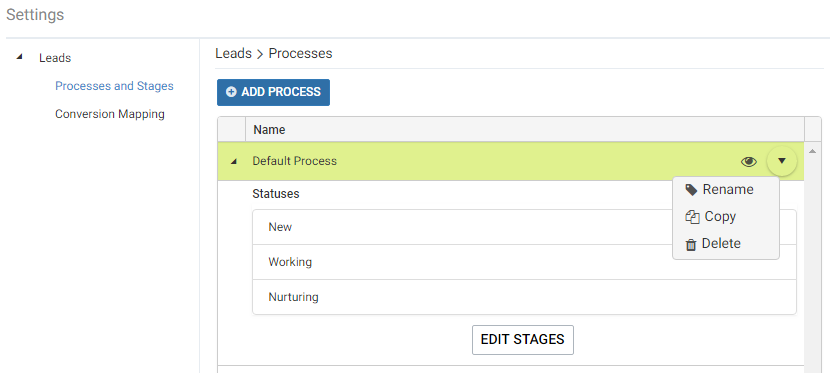 Settings
Leads
Processes and Stages
Conversion Mapping
Leads > Processes
ADD PROCESS
Name
Default Process
Rename
Copy
Delete
Statuses
New
Working
Nurturing
EDIT STAGES